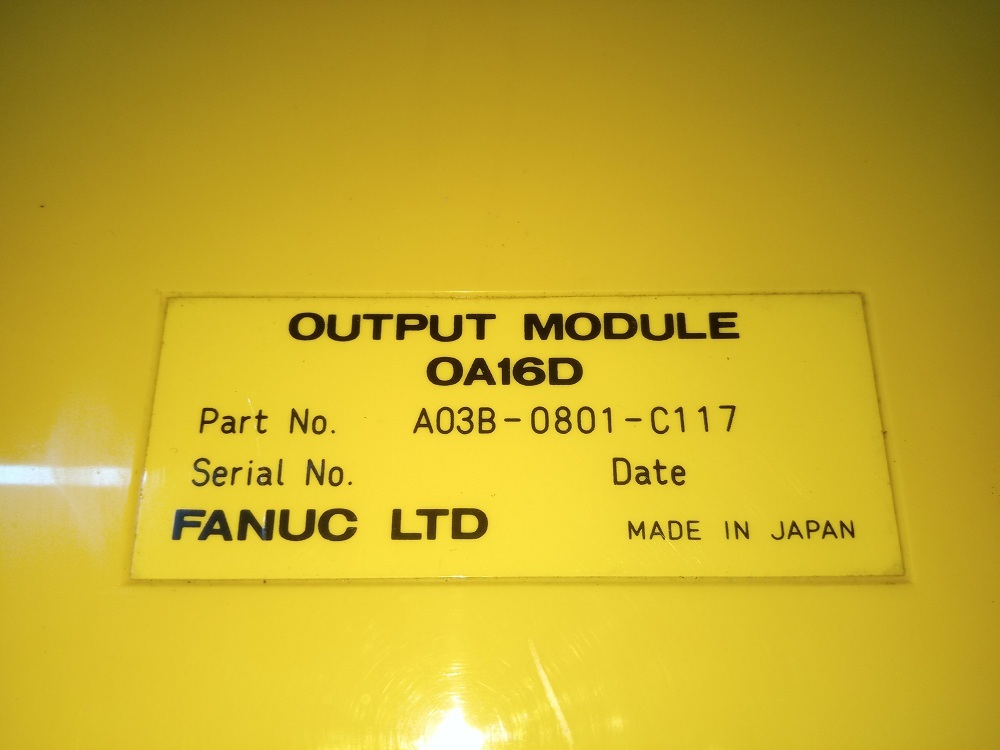 OUTPUT MODULE
OA16D
Part No. A03B-0801-C117
Serial No. Date
FANUC LTD MADE IN JAPAN